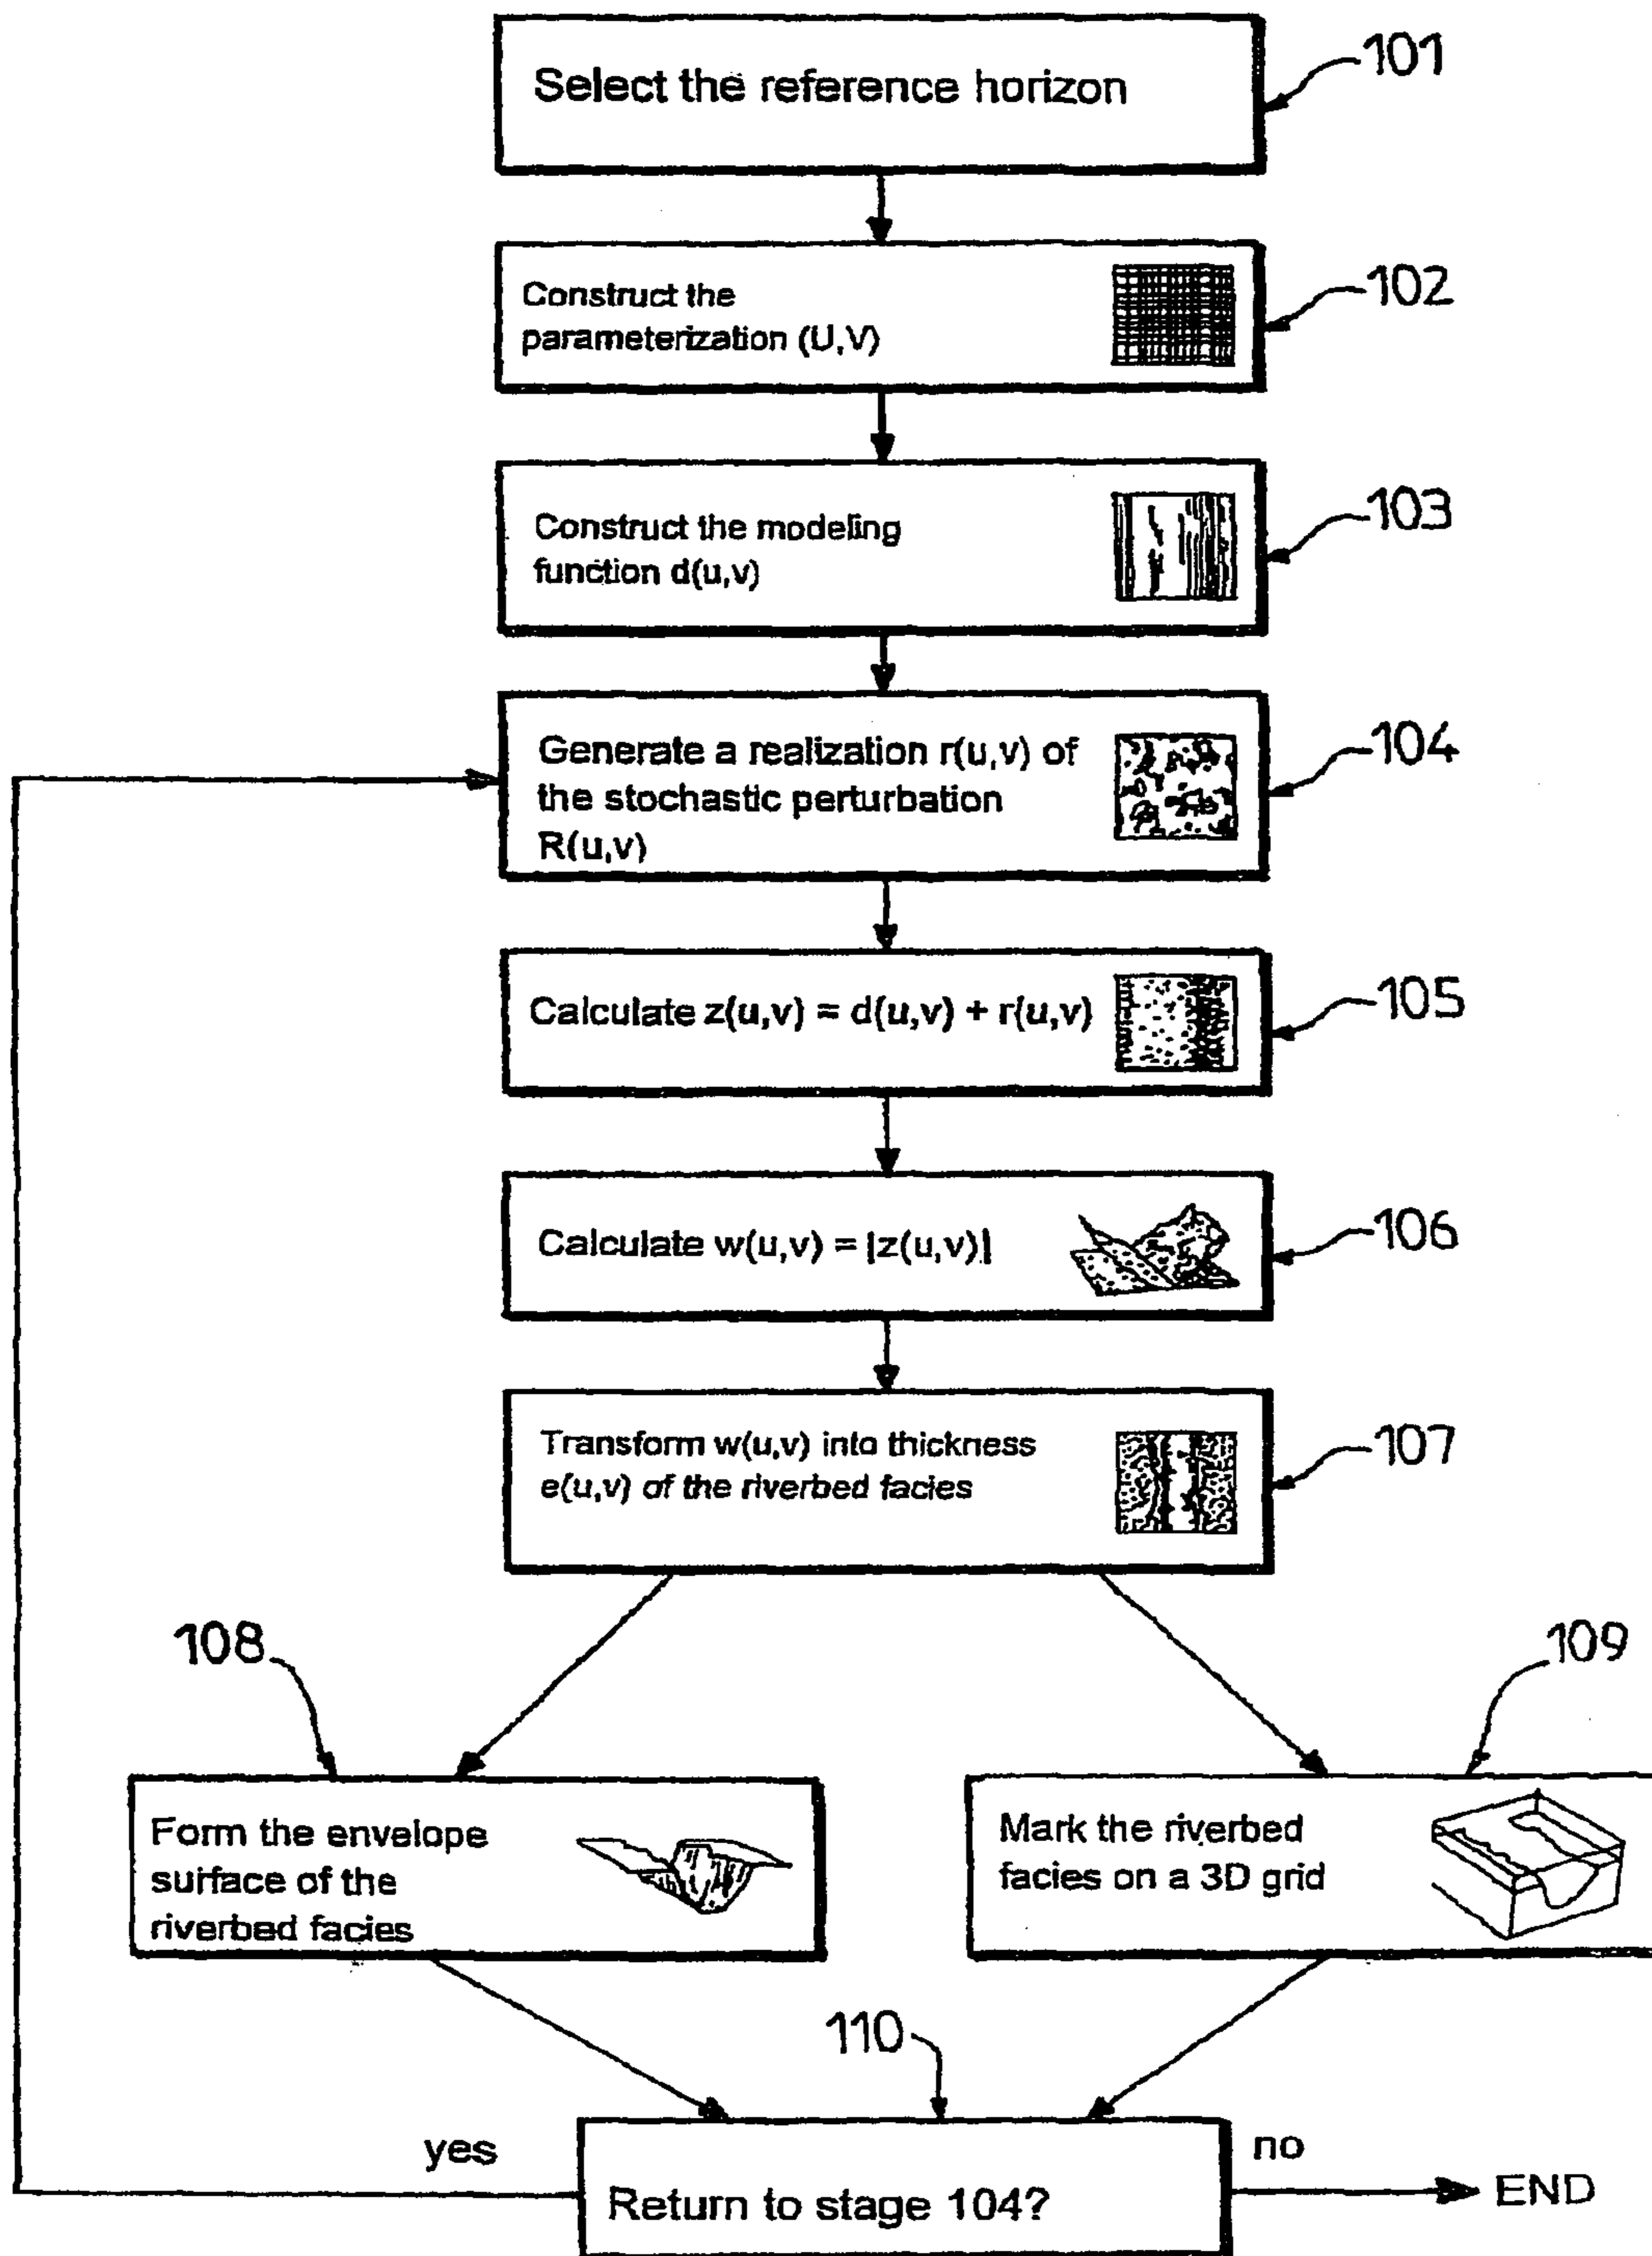 Select the reference horizon
101
Construct the
parameterization (U,V)
102
Construct the modeling
function d(u,v)
103
Generate a realization r(u,v) of
the stochastic perturbation
R(u,v)
104
Calculate z(u,v) = d(u,v) + r(u,v)
105
Calculate w(u,v) = |z(u,v)|
106
Transform w(u,v) into thickness
e(u,v) of the riverbed facies
107
108
109
Form the envelope
surface of the
riverbed facies
Mark the riverbed
facies on a 3D grid
110
yes
no
Return to stage 104?
END